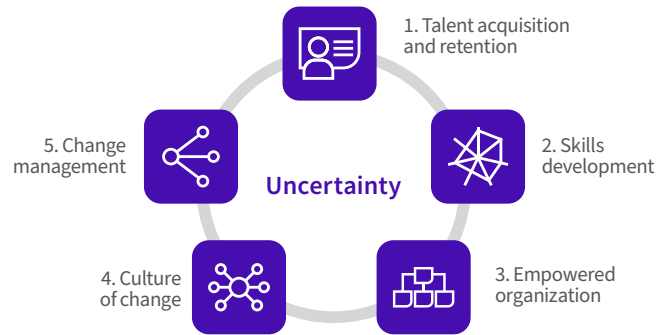 1. Talent acquisition
and retention
2. Skills
development
3. Empowered
organization
4. Culture
of change
5. Change
management
Uncertainty